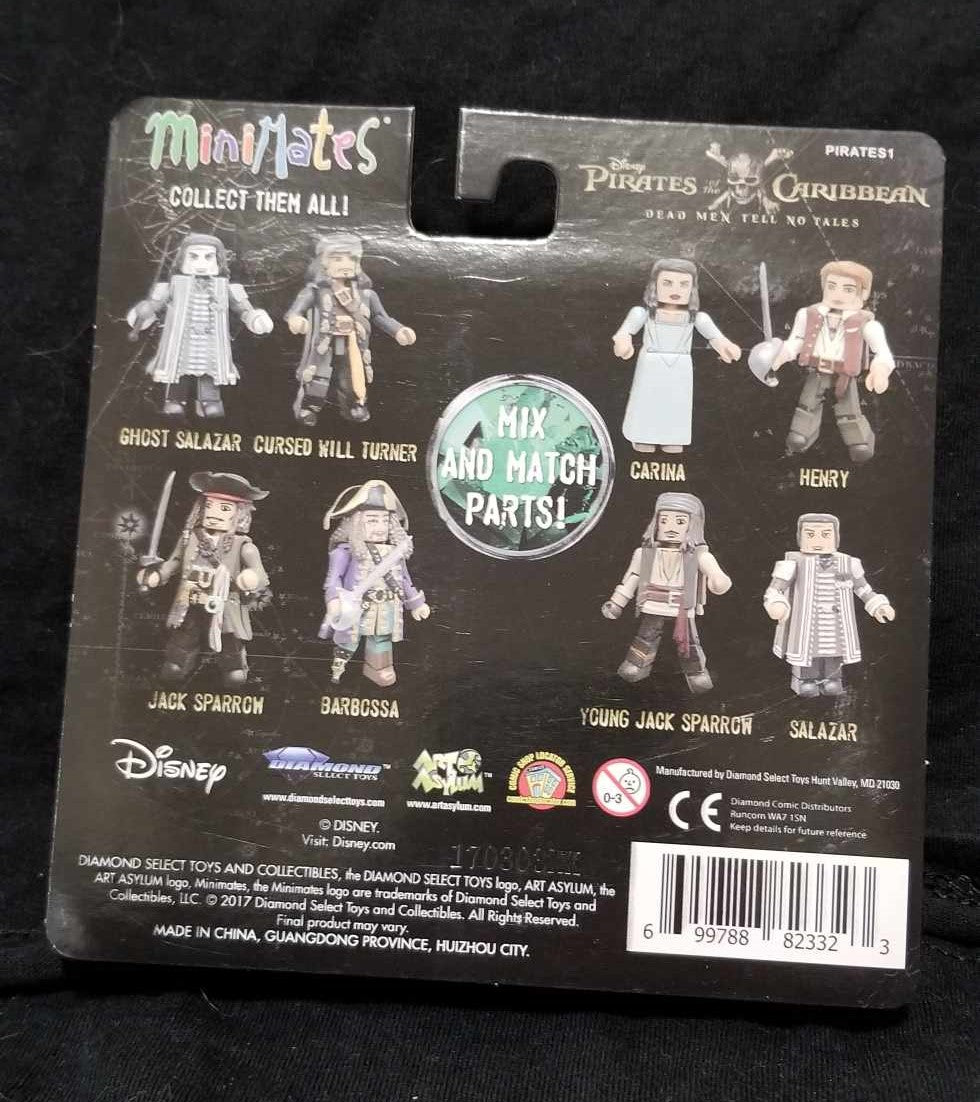 MiniMates
COLLECT THEM ALL!
PIRATES1
Disney
PIRATES of the CARIBBEAN
DEAD MEN TELL NO TALES
GHOST SALAZAR
CURSED WILL TURNER
CARINA
HENRY
MIX
AND MATCH
PARTS!
JACK SPARROW
BARBOSSA
YOUNG JACK SPARROW
SALAZAR
Disney
DIAMOND™
SELECT TOYS
www.diamondselecttoys.com
ART
ASYLUM™
www.artasylum.com
COMIC SHOP LOCATOR SERVICE
0-3
Manufactured by Diamond Select Toys Hunt Valley, MD 21030
CE
Diamond Comic Distributors
Runcorn WA7 1SN
Keep details for future reference
© DISNEY.
Visit: Disney.com
DIAMOND SELECT TOYS AND COLLECTIBLES, the DIAMOND SELECT TOYS logo, ART ASYLUM, the
ART ASYLUM logo, Minimates, the Minimates logo are trademarks of Diamond Select Toys and
Collectibles, LLC. © 2017 Diamond Select Toys and Collectibles. All Rights Reserved.
Final product may vary.
MADE IN CHINA, GUANGDONG PROVINCE, HUIZHOU CITY.
6 99788 82332 3